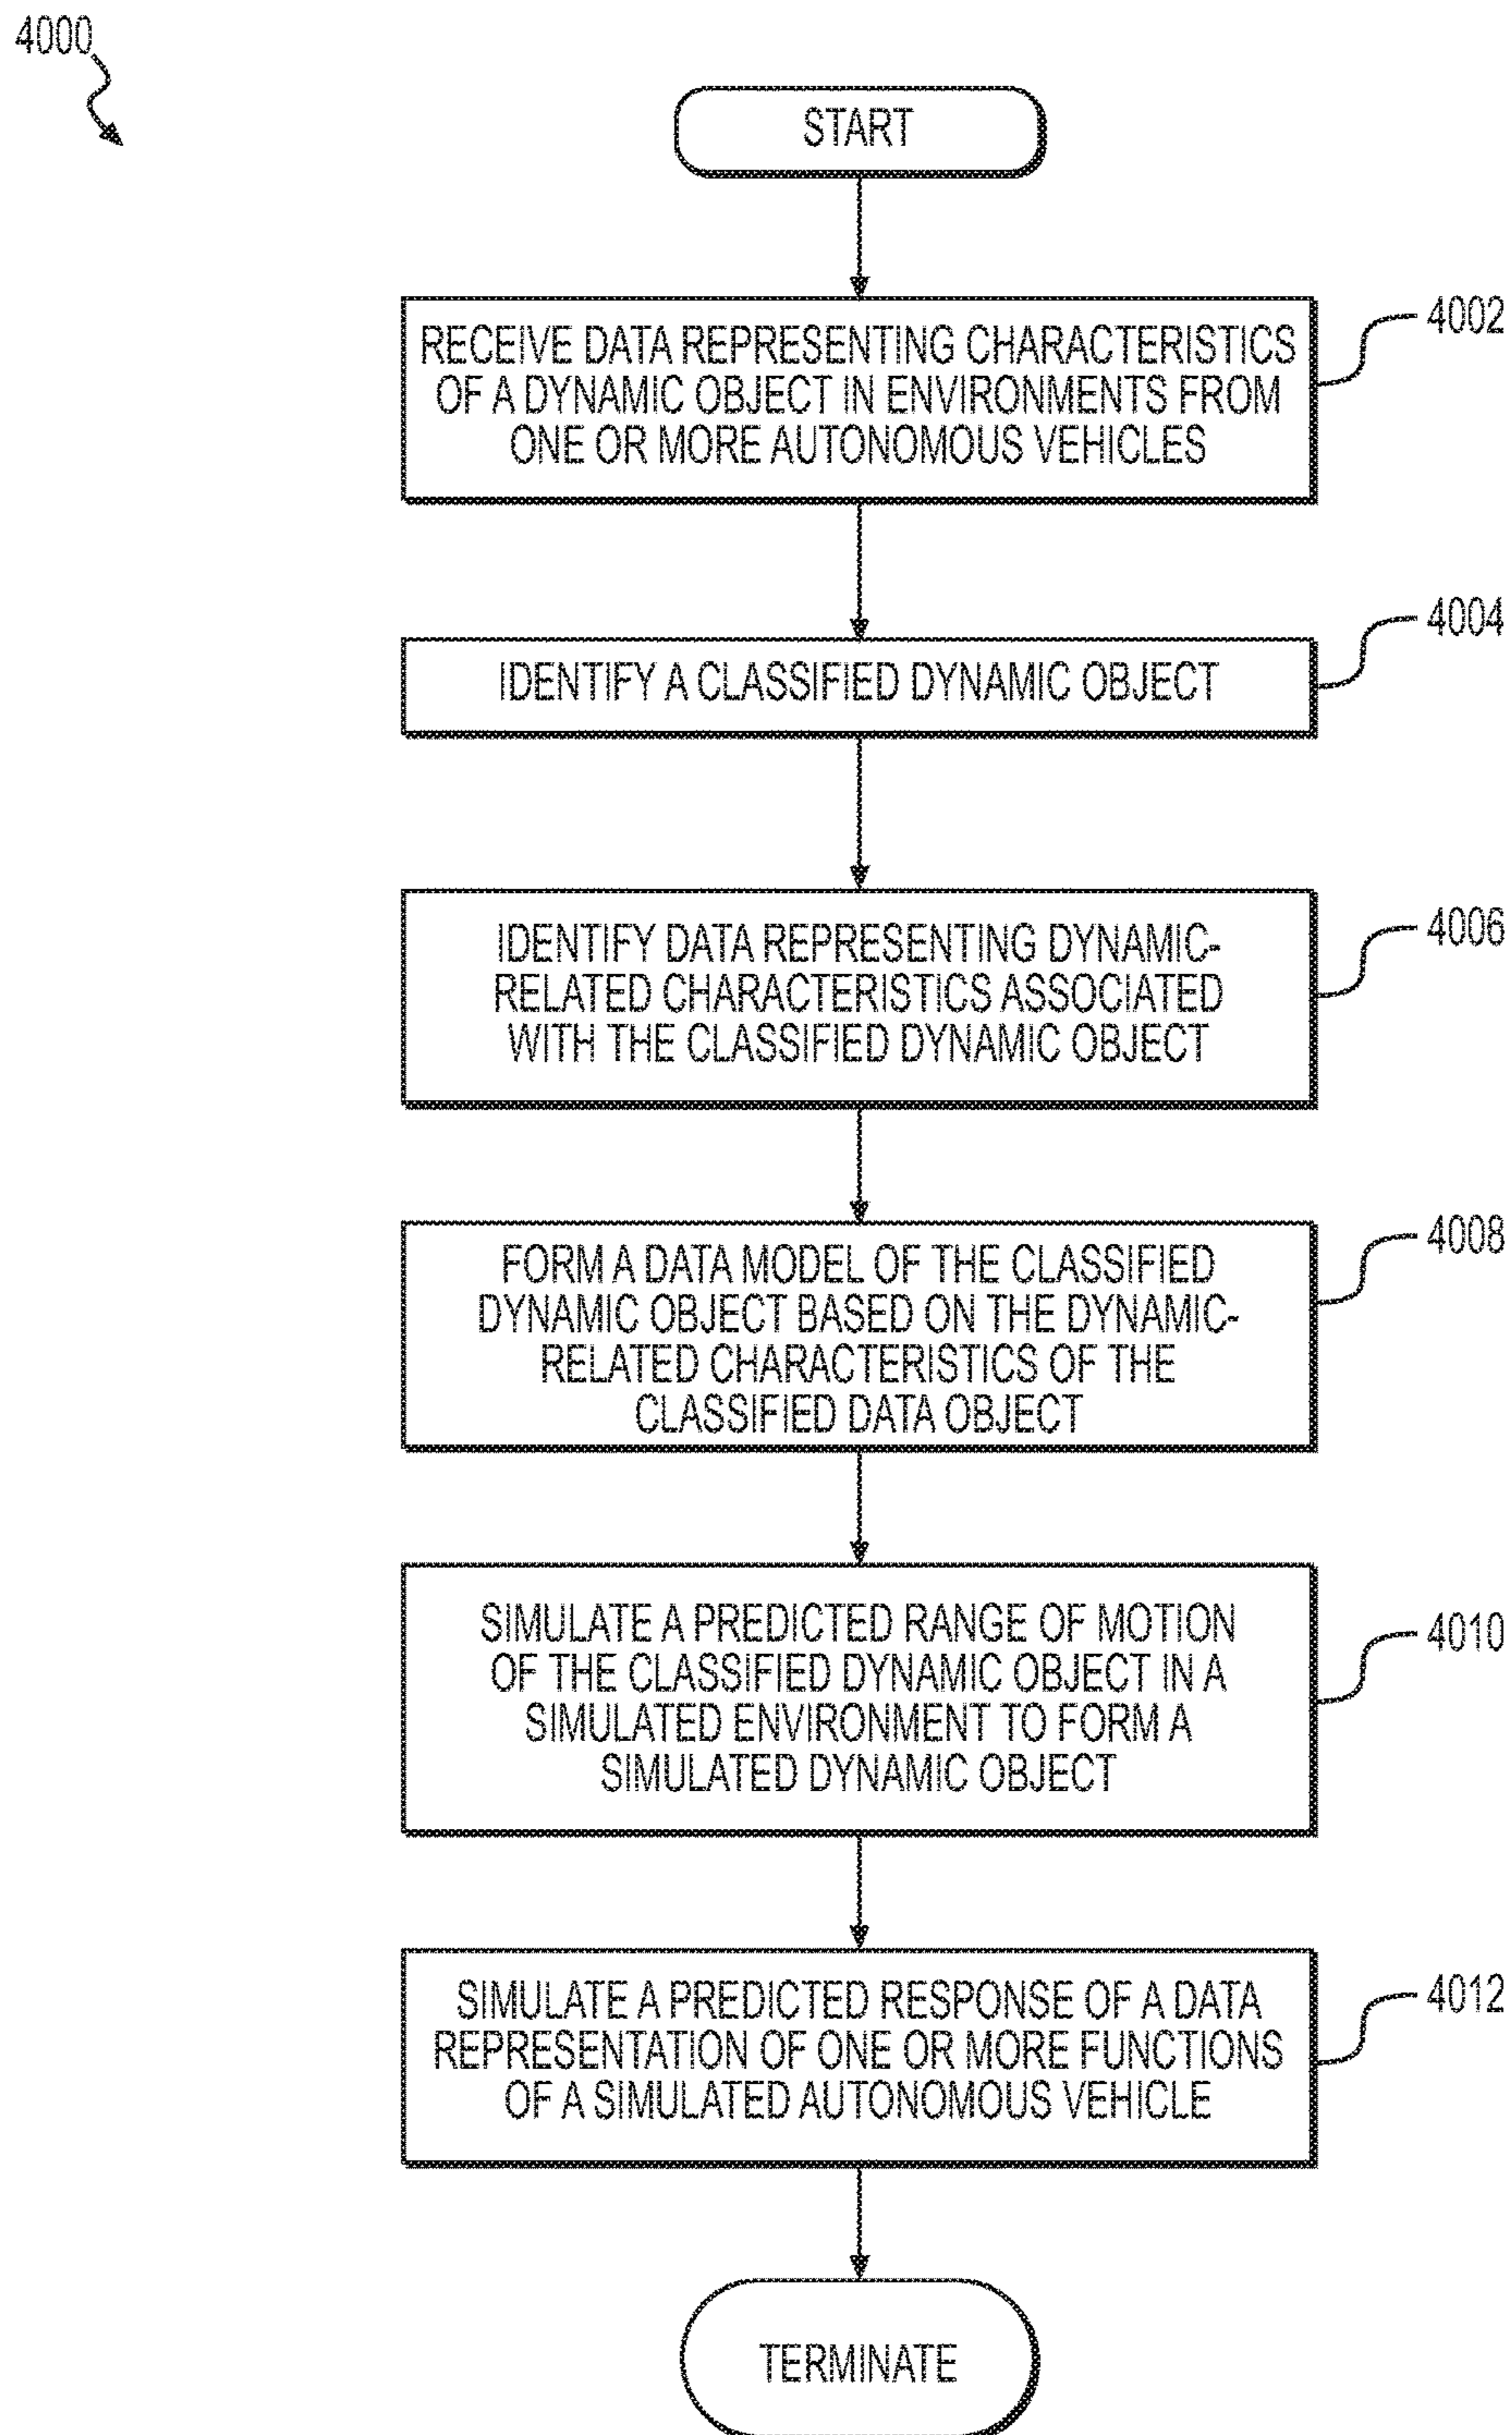 4000
START
RECEIVE DATA REPRESENTING CHARACTERISTICS
OF A DYNAMIC OBJECT IN ENVIRONMENTS FROM
ONE OR MORE AUTONOMOUS VEHICLES
4002
IDENTIFY A CLASSIFIED DYNAMIC OBJECT
4004
IDENTIFY DATA REPRESENTING DYNAMIC-
RELATED CHARACTERISTICS ASSOCIATED
WITH THE CLASSIFIED DYNAMIC OBJECT
4006
FORM A DATA MODEL OF THE CLASSIFIED
DYNAMIC OBJECT BASED ON THE DYNAMIC-
RELATED CHARACTERISTICS OF THE
CLASSIFIED DATA OBJECT
4008
SIMULATE A PREDICTED RANGE OF MOTION
OF THE CLASSIFIED DYNAMIC OBJECT IN A
SIMULATED ENVIRONMENT TO FORM A
SIMULATED DYNAMIC OBJECT
4010
SIMULATE A PREDICTED RESPONSE OF A DATA
REPRESENTATION OF ONE OR MORE FUNCTIONS
OF A SIMULATED AUTONOMOUS VEHICLE
4012
TERMINATE